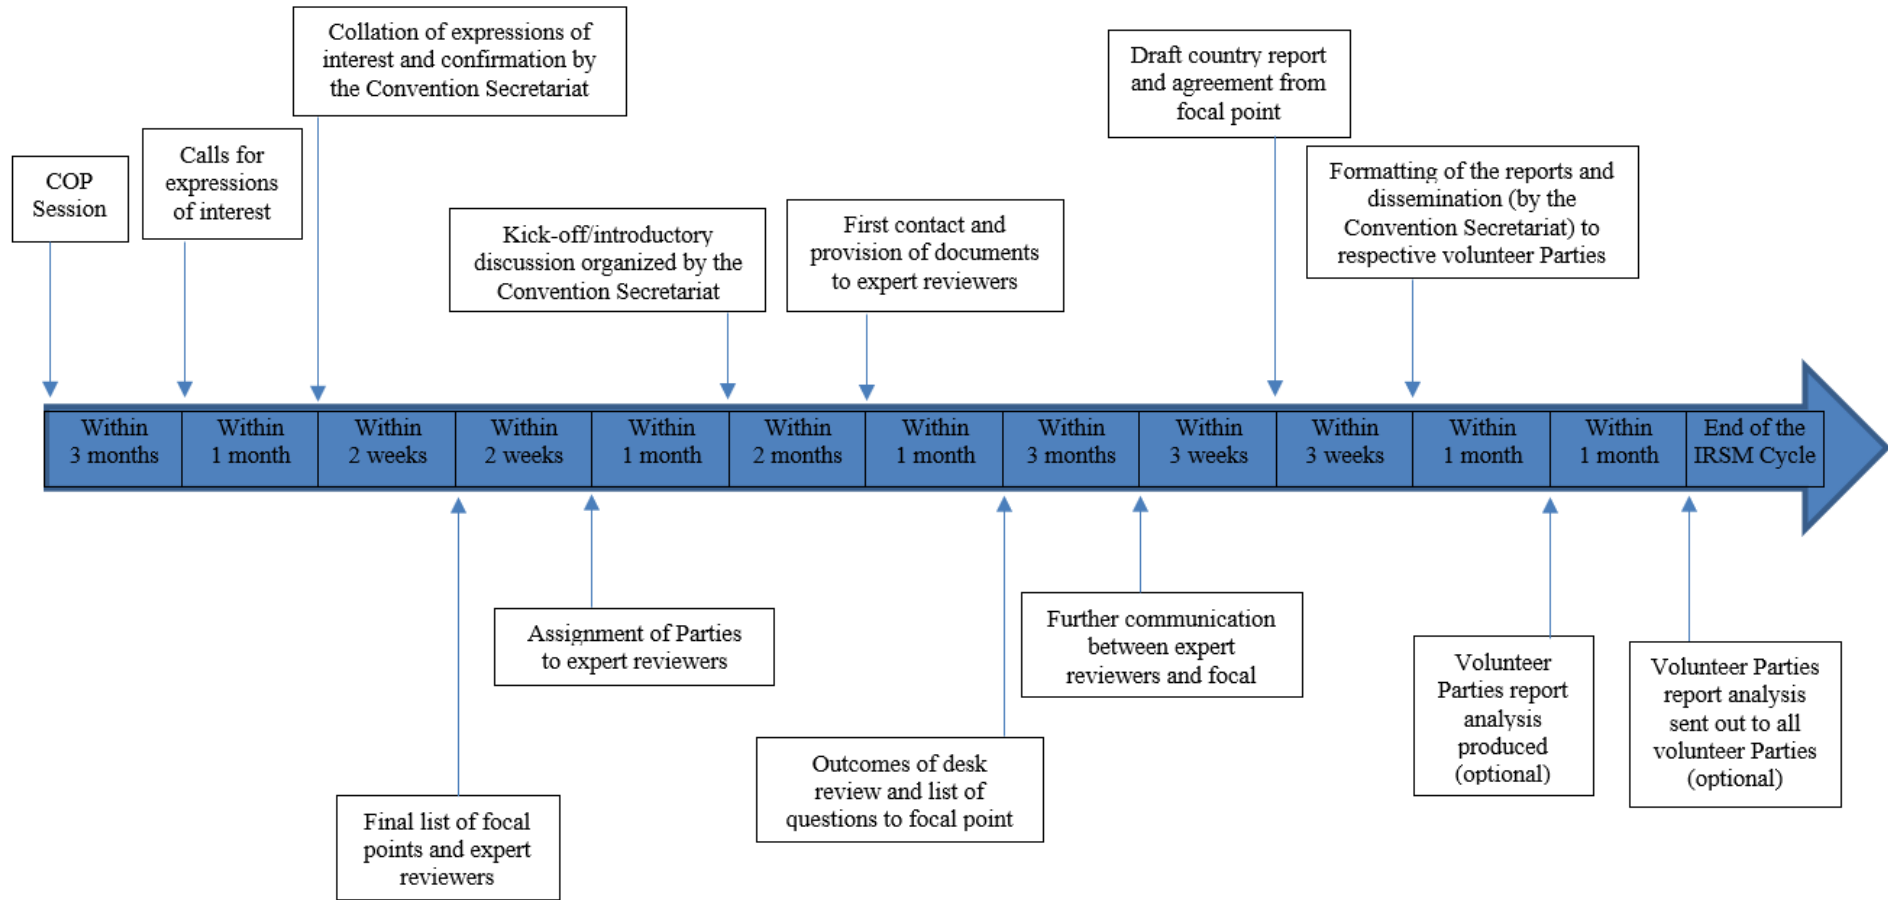 Collation of expressions of
interest and confirmation by
the Convention Secretariat
Draft country report
and agreement from
focal point
COP
Session
Calls for
expressions
of interest
Formatting of the reports and
dissemination (by the
Convention Secretariat) to
respective volunteer Parties
Kick-off/introductory
discussion organized by the
Convention Secretariat
First contact and
provision of documents
to expert reviewers
Within
3 months
Within
1 month
Within
2 weeks
Within
2 weeks
Within
1 month
Within
2 months
Within
1 month
Within
3 months
Within
3 weeks
Within
3 weeks
Within
1 month
Within
1 month
End of the
IRSM Cycle
Assignment of Parties
to expert reviewers
Further communication
between expert
reviewers and focal
Volunteer
Parties report
analysis
produced
(optional)
Volunteer Parties
report analysis
sent out to all
volunteer Parties
(optional)
Outcomes of desk
review and list of
questions to focal point
Final list of focal
points and expert
reviewers